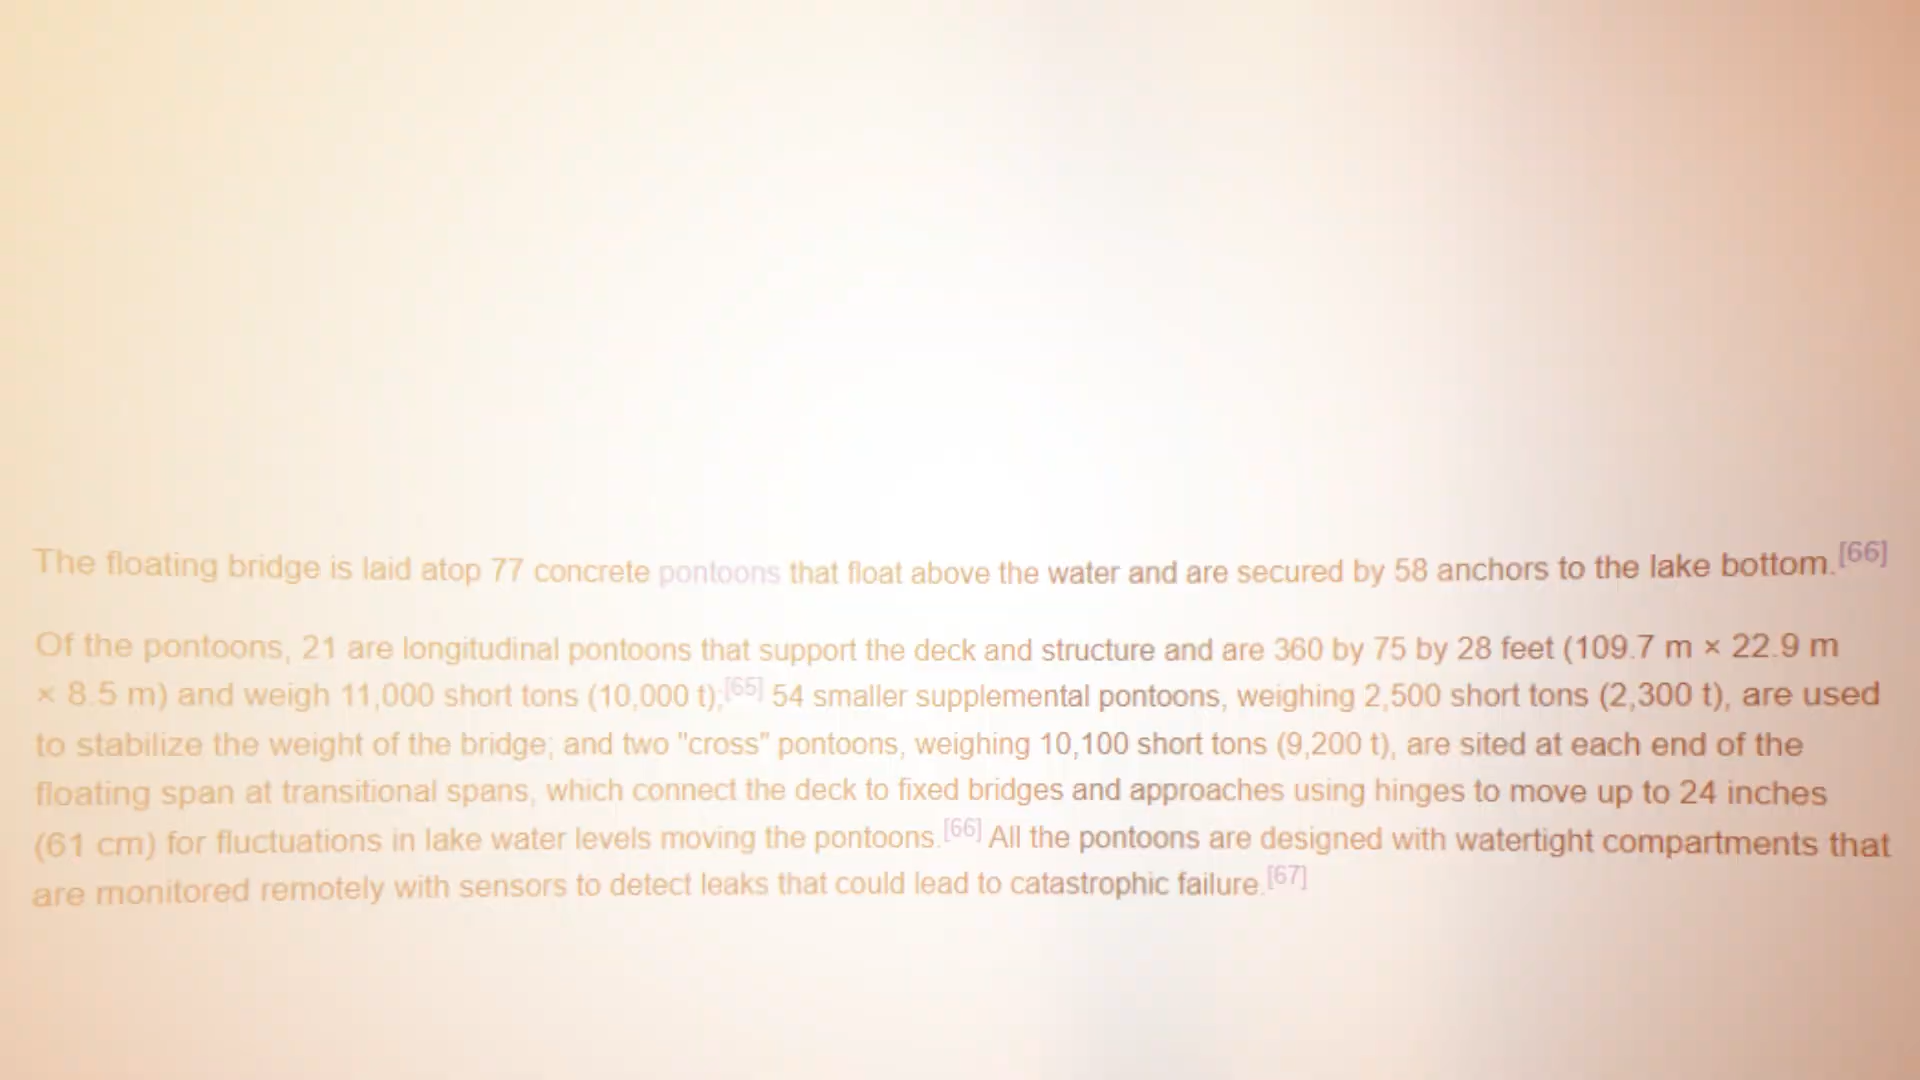 The floating bridge is laid atop 77 concrete pontoons that float above the water and are secured by 58 anchors to the lake bottom.[66]
Of the pontoons, 21 are longitudinal pontoons that support the deck and structure and are 360 by 75 by 28 feet (109.7 m × 22.9 m
× 8.5 m) and weigh 11,000 short tons (10,000 t);[65] 54 smaller supplemental pontoons, weighing 2,500 short tons (2,300 t), are used
to stabilize the weight of the bridge; and two "cross" pontoons, weighing 10,100 short tons (9,200 t), are sited at each end of the
floating span at transitional spans, which connect the deck to fixed bridges and approaches using hinges to move up to 24 inches
(61 cm) for fluctuations in lake water levels moving the pontoons.[66] All the pontoons are designed with watertight compartments that
are monitored remotely with sensors to detect leaks that could lead to catastrophic failure.[67]